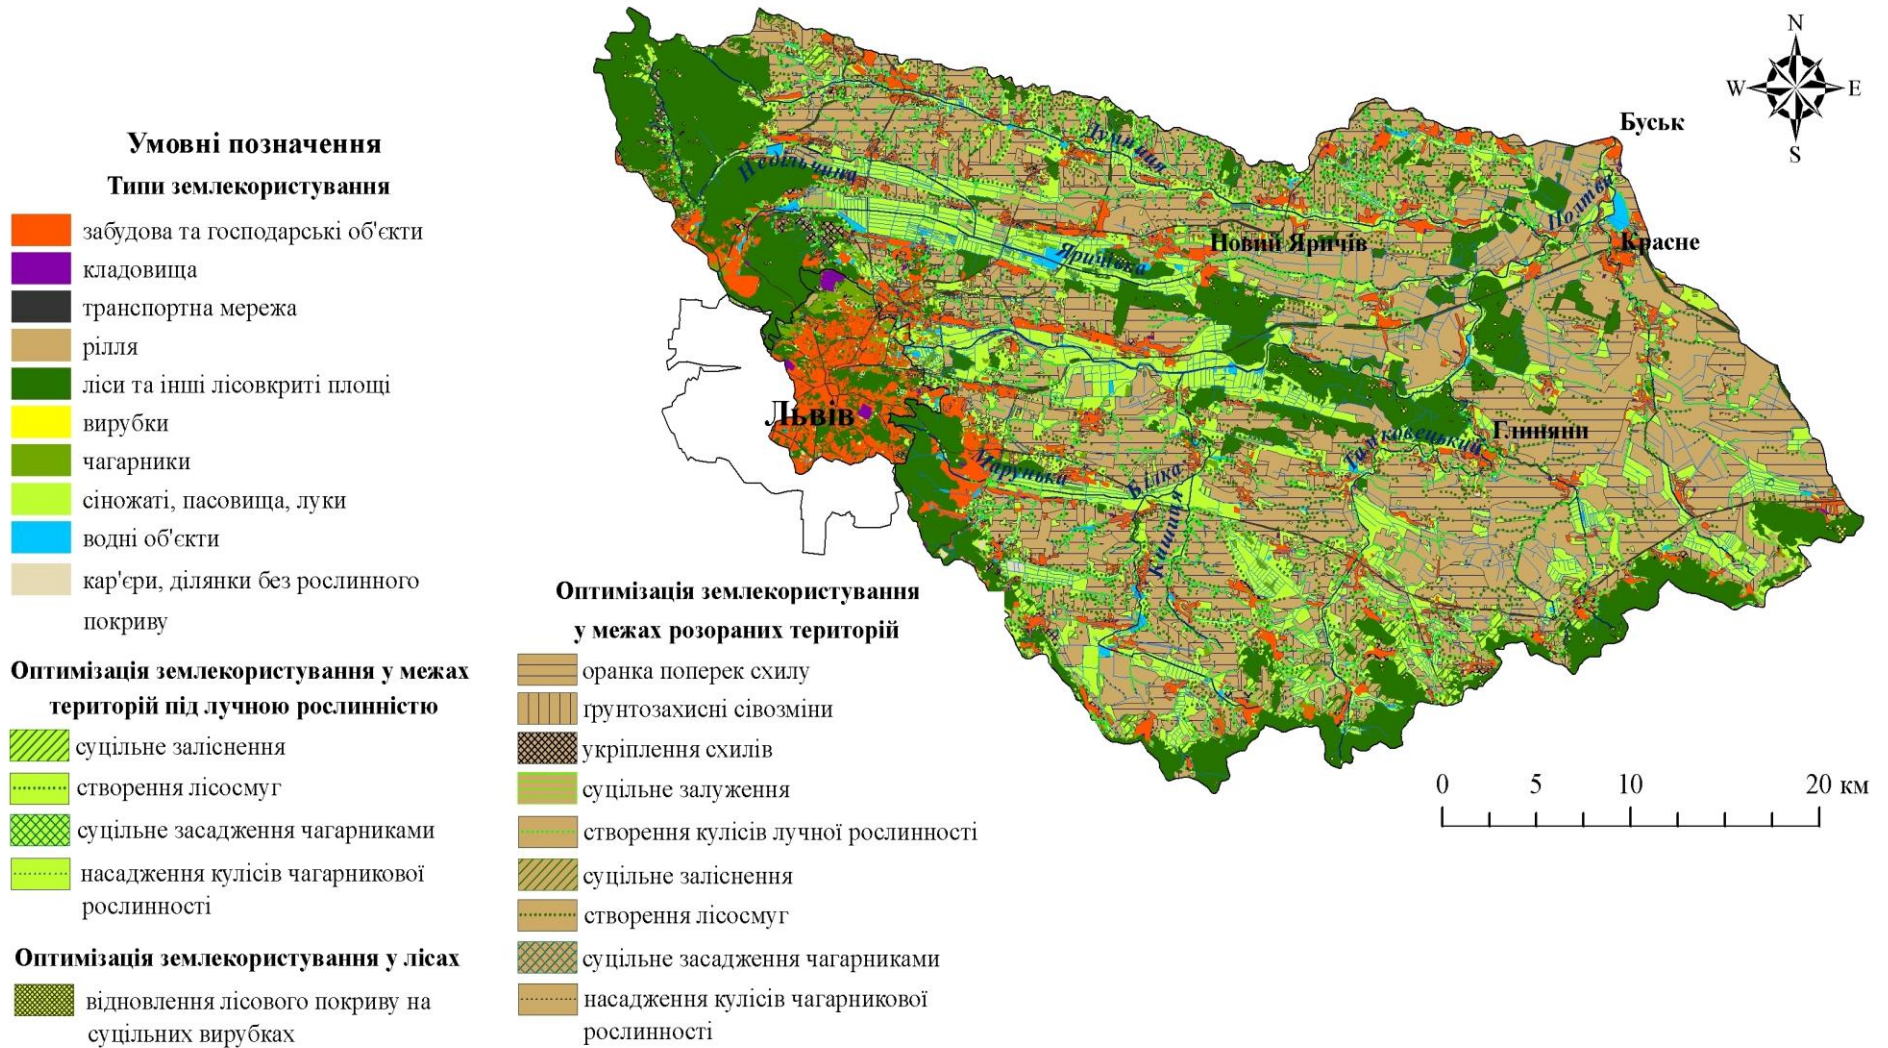 Умовні позначення
Типи землекористування
забудова та господарські об'єкти
кладовища
транспортна мережа
рілля
ліси та інші лісовкриті площі
вирубки
чагарники
сіножаті, пасовища, луки
водні об'єкти
кар'єри, ділянки без рослинного
покриву
Оптимізація землекористування у межах
територій під лучною рослинністю
суцільне заліснення
створення лісосмуг
суцільне засадження чагарниками
насадження кулісів чагарникової
рослинності
Оптимізація землекористування у лісах
відновлення лісового покриву на
суцільних вирубках
Оптимізація землекористування
у межах розораних територій
оранка поперек схилу
ґрунтозахисні сівозміни
укріплення схилів
суцільне залуження
створення кулісів лучної рослинності
суцільне заліснення
створення лісосмуг
суцільне засадження чагарниками
насадження кулісів чагарникової
рослинності
Буськ
Думниця
Недільчина
Полтва
Новий Яричів
Красне
Яричівка
Львів
Глиняни
Марунька
Білка
Кишиця
N
W
E
S
0 5 10 20 км